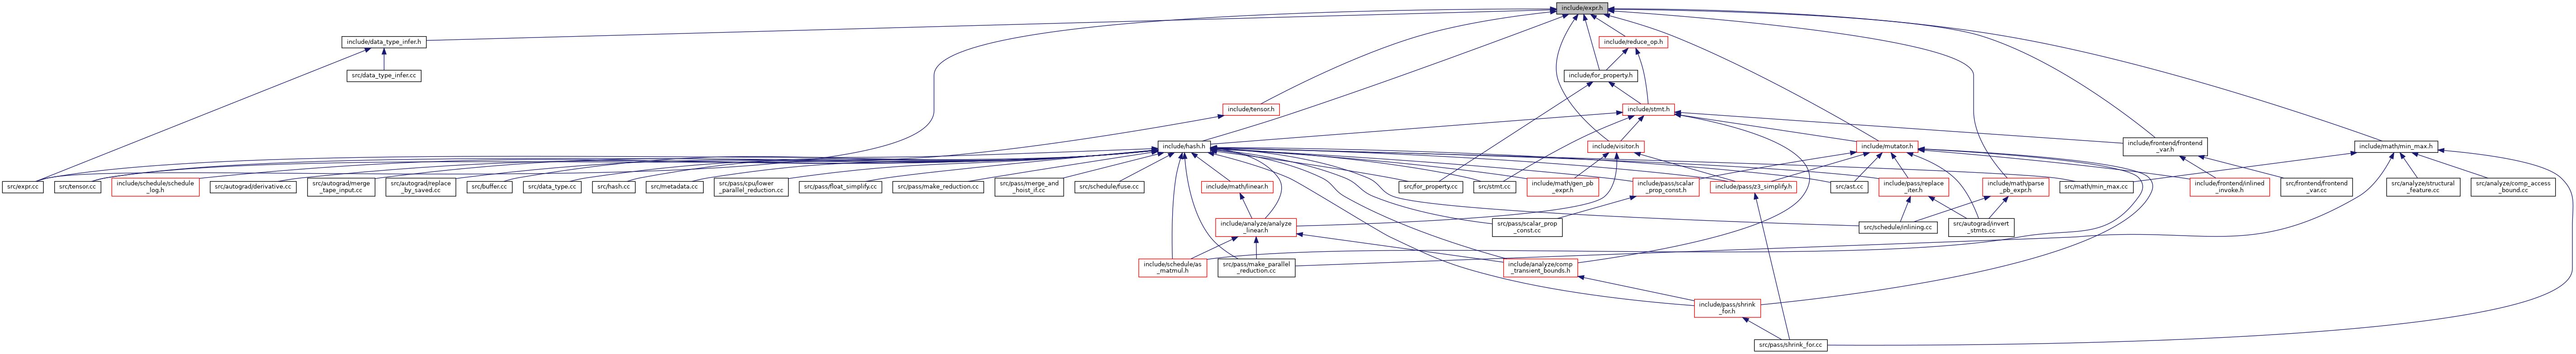 include/expr.h
include/data_type_infer.h
include/reduce_op.h
src/data_type_infer.cc
include/for_property.h
include/tensor.h
include/stmt.h
include/hash.h
include/visitor.h
include/mutator.h
include/frontend/frontend
_var.h
include/math/min_max.h
src/expr.cc
src/tensor.cc
include/schedule/schedule
_log.h
src/autograd/derivative.cc
src/autograd/merge
_tape_input.cc
src/autograd/replace
_by_saved.cc
src/buffer.cc
src/data_type.cc
src/hash.cc
src/metadata.cc
src/pass/cpu/lower
_parallel_reduction.cc
src/pass/float_simplify.cc
src/pass/make_reduction.cc
src/pass/merge_and
_hoist_if.cc
src/schedule/fuse.cc
include/math/linear.h
src/for_property.cc
src/stmt.cc
include/math/gen_pb
_expr.h
include/pass/scalar
_prop_const.h
include/pass/z3_simplify.h
src/ast.cc
include/pass/replace
_iter.h
include/math/parse
_pb_expr.h
src/math/min_max.cc
include/frontend/inlined
_invoke.h
src/frontend/frontend
_var.cc
src/analyze/structural
_feature.cc
src/analyze/comp_access
_bound.cc
include/analyze/analyze
_linear.h
src/pass/scalar_prop
_const.cc
src/schedule/inlining.cc
src/autograd/invert
_stmts.cc
include/schedule/as
_matmul.h
src/pass/make_parallel
_reduction.cc
include/analyze/comp
_transient_bounds.h
include/pass/shrink
_for.h
src/pass/shrink_for.cc